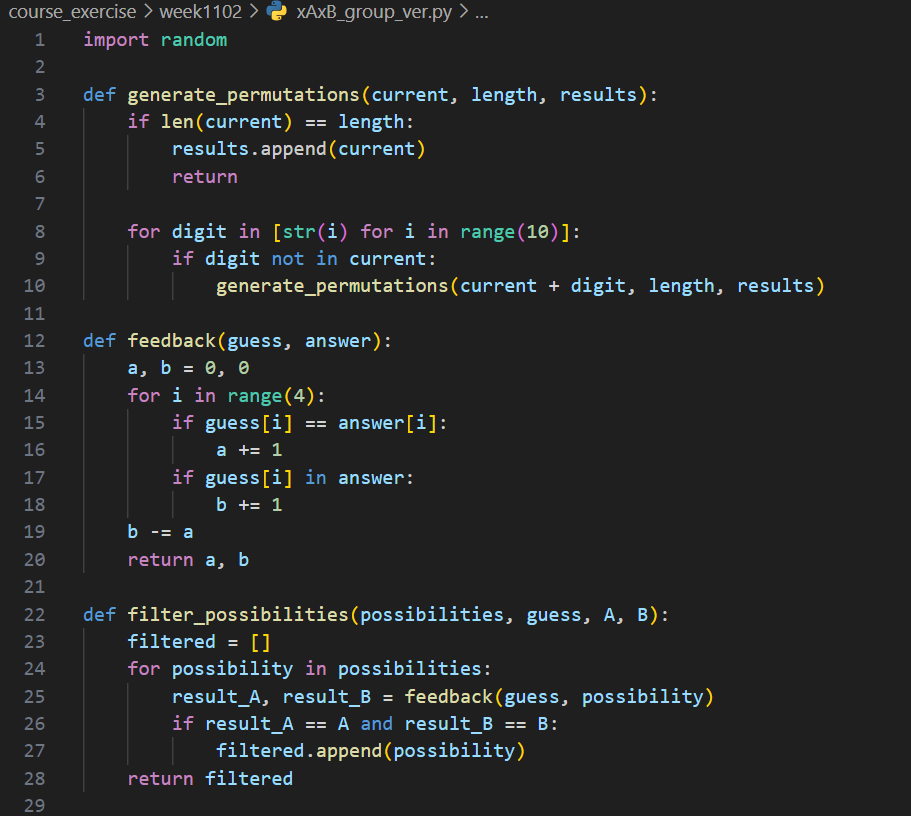 course_exercise > week1102 > xAxB_group_ver.py > ...
1 import random
2
3 def generate_permutations(current, length, results):
4     if len(current) == length:
5         results.append(current)
6         return
7
8     for digit in [str(i) for i in range(10)]:
9         if digit not in current:
10             generate_permutations(current + digit, length, results)
11
12 def feedback(guess, answer):
13     a, b = 0, 0
14     for i in range(4):
15         if guess[i] == answer[i]:
16             a += 1
17         if guess[i] in answer:
18             b += 1
19     b -= a
20     return a, b
21
22 def filter_possibilities(possibilities, guess, A, B):
23     filtered = []
24     for possibility in possibilities:
25         result_A, result_B = feedback(guess, possibility)
26         if result_A == A and result_B == B:
27             filtered.append(possibility)
28     return filtered
29